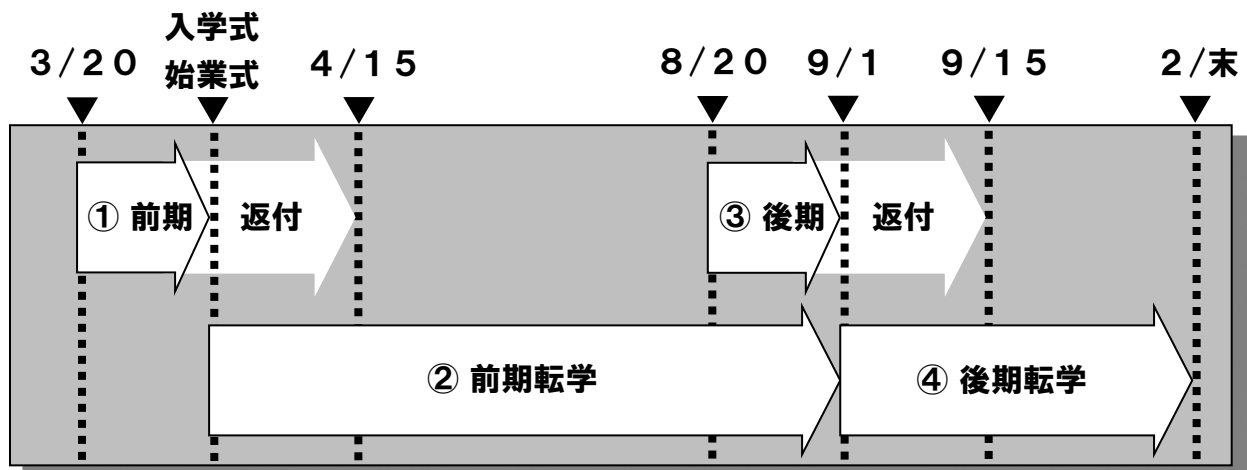 入学式
3/20 始業式 4/15 8/20 9/1 9/15 2/末
① 前期 返付 ③ 後期 返付
② 前期転学 ④ 後期転学